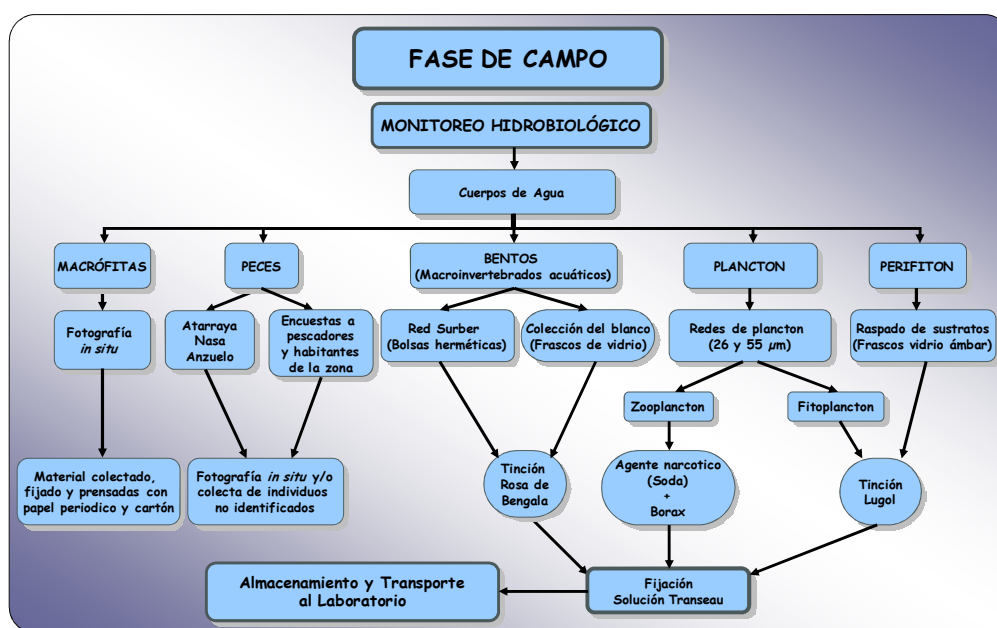 FASE DE CAMPO
MONITOREO HIDROBIOLÓGICO
Cuerpos de Agua
MACRÓFITAS
PECES
BENTOS
(Macroinvertebrados acuáticos)
PLANCTON
PERIFITON
Fotografía
in situ
Atarraya
Nasa
Anzuelo
Encuestas a
pescadores
y habitantes
de la zona
Red Surber
(Bolsas herméticas)
Colección del blanco
(Frascos de vidrio)
Redes de plancton
(26 y 55 µm)
Raspado de sustratos
(Frascos vidrio ámbar)
Zooplancton
Fitoplancton
Material colectado,
fijado y prensadas con
papel periodico y cartón
Fotografía in situ y/o
colecta de individuos
no identificados
Tinción
Rosa de
Bengala
Agente narcotico
(Soda)
+
Borax
Tinción
Lugol
Almacenamiento y Transporte
al Laboratorio
Fijación
Solución Transeau